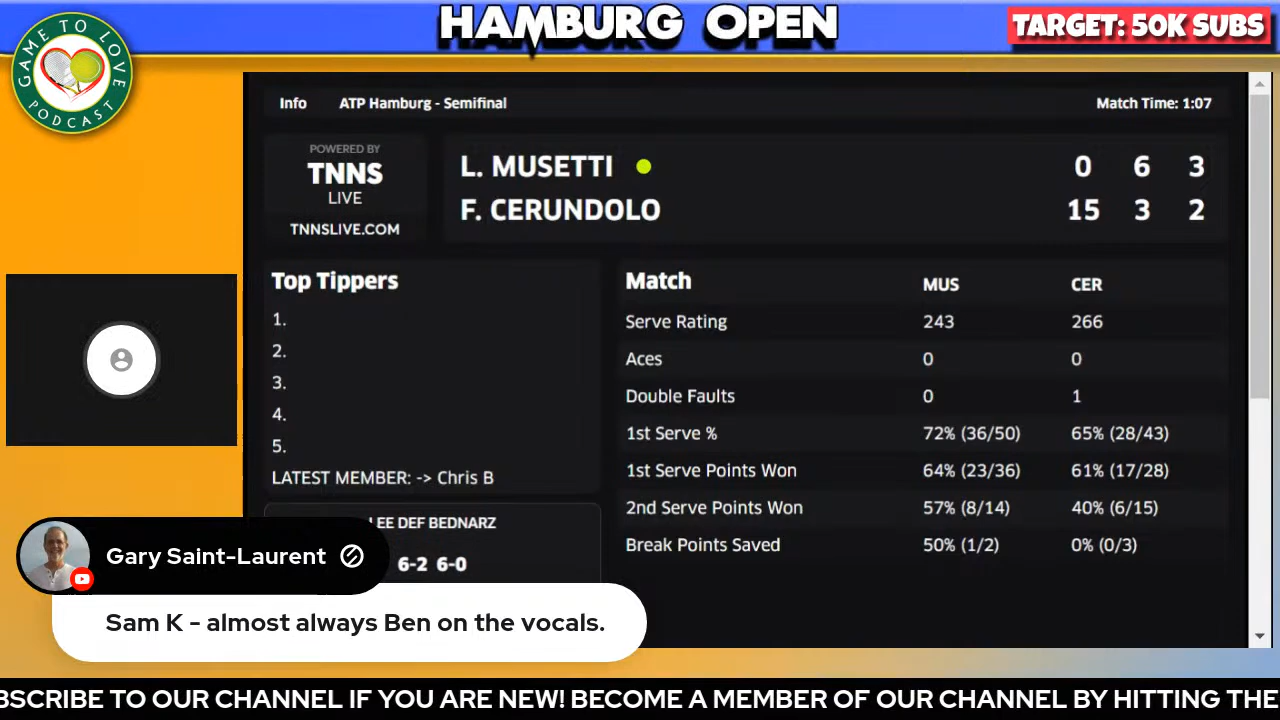 HAMBURG OPEN
TARGET: 50K SUBS
GAME TO LOVE
PODCAST
Info ATP Hamburg - Semifinal Match Time: 1:07
POWERED BY
TNNS
LIVE
TNNSLIVE.COM
L. MUSETTI 0 6 3
F. CERUNDOLO 15 3 2
Top Tippers
1.
2.
3.
4.
5.
LATEST MEMBER: -> Chris B
LEE DEF BEDNARZ
6-2 6-0
Match MUS CER
Serve Rating 243 266
Aces 0 0
Double Faults 0 1
1st Serve % 72% (36/50) 65% (28/43)
1st Serve Points Won 64% (23/36) 61% (17/28)
2nd Serve Points Won 57% (8/14) 40% (6/15)
Break Points Saved 50% (1/2) 0% (0/3)
Gary Saint-Laurent
Sam K - almost always Ben on the vocals.
BSCRIBE TO OUR CHANNEL IF YOU ARE NEW! BECOME A MEMBER OF OUR CHANNEL BY HITTING THE